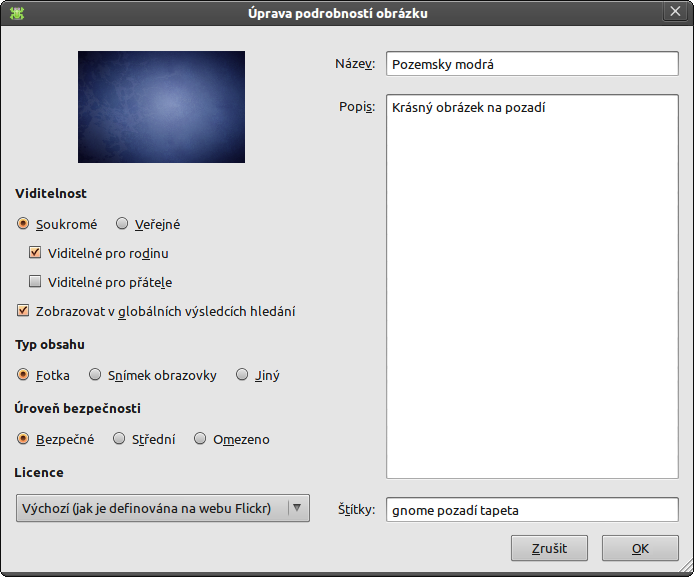 Úprava podrobností obrázku
Název: Pozemsky modrá
Popis: Krásný obrázek na pozadí
Viditelnost
Soukromé Veřejné
Viditelné pro rodinu
Viditelné pro přátele
Zobrazovat v globálních výsledcích hledání
Typ obsahu
Fotka Snímek obrazovky Jiný
Úroveň bezpečnosti
Bezpečné Střední Omezeno
Licence
Výchozí (jak je definována na webu Flickr)
Štítky: gnome pozadí tapeta
Zrušit OK